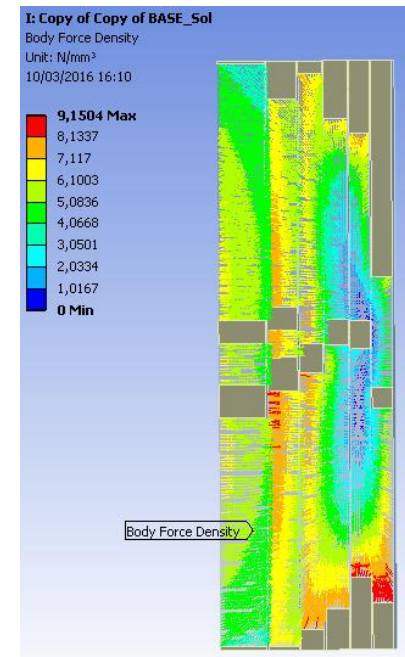 I: Copy of Copy of BASE_Sol
Body Force Density
Unit: N/mm³
10/03/2016 16:10
9,1504 Max
8,1337
7,117
6,1003
5,0836
4,0668
3,0501
2,0334
1,0167
0 Min
Body Force Density